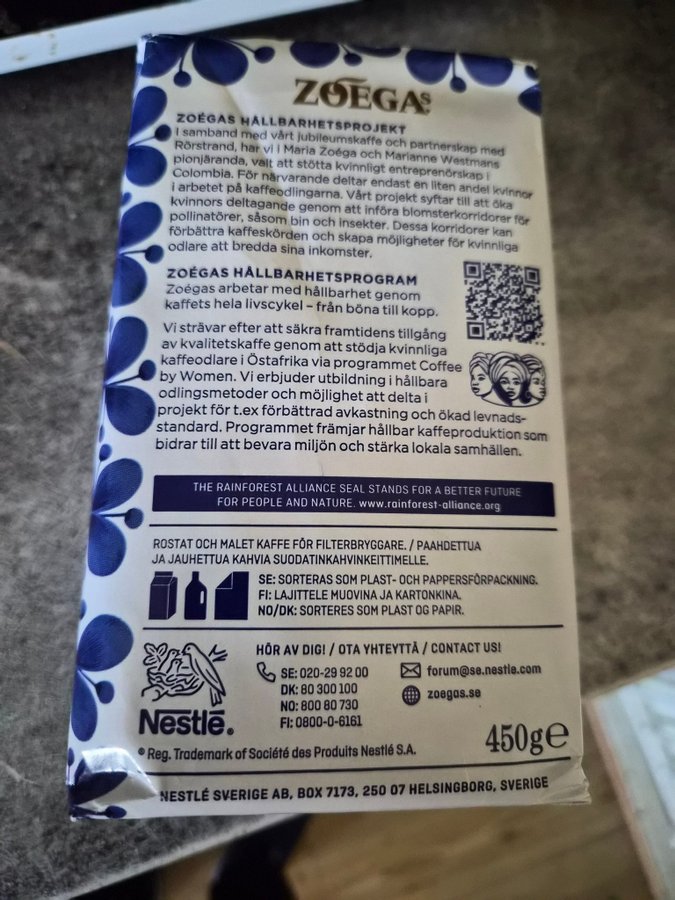 ZOÉGAS
ZOÉGAS HÅLLBARHETSPROJEKT
I samband med vårt jubileumskaffe och partnerskap med
Rörstrand, har vi i Maria Zoéga och Marianne Westmans
pionjäranda, valt att stötta kvinnligt entreprenörskap i
Colombia. För närvarande deltar endast en liten andel kvinnor
i arbetet på kaffeodlingarna. Vårt projekt syftar till att öka
kvinnors deltagande genom att införa blomsterkorridorer för
pollinatörer, såsom bin och insekter. Dessa korridorer kan
förbättra kaffeskörden och skapa möjligheter för kvinnliga
odlare att bredda sina inkomster.
ZOÉGAS HÅLLBARHETSPROGRAM
Zoégas arbetar med hållbarhet genom
kaffets hela livscykel – från böna till kopp.
Vi strävar efter att säkra framtidens tillgång
av kvalitetskaffe genom att stödja kvinnliga
kaffeodlare i Östafrika via programmet Coffee
by Women. Vi erbjuder utbildning i hållbara
odlingsmetoder och möjlighet att delta i
projekt för t.ex förbättrad avkastning och ökad levnads-
standard. Programmet främjar hållbar kaffeproduktion som
bidrar till att bevara miljön och stärka lokala samhällen.
THE RAINFOREST ALLIANCE SEAL STANDS FOR A BETTER FUTURE
FOR PEOPLE AND NATURE. www.rainforest-alliance.org
ROSTAT OCH MALET KAFFE FÖR FILTERBRYGGARE. / PAAHDETTUA
JA JAUHETTUA KAHVIA SUODATINKAHVINKEITTIMELLE.
SE: SORTERAS SOM PLAST- OCH PAPPERSFÖRPACKNING.
FI: LAJITTELE MUOVINA JA KARTONKINA.
NO/DK: SORTERES SOM PLAST OG PAPIR.
HÖR AV DIG! / OTA YHTEYTTÄ / CONTACT US!
SE: 020-29 92 00
DK: 80 300 100
NO: 800 80 730
FI: 0800-0-6161
forum@se.nestle.com
zoegas.se
Nestlé®
® Reg. Trademark of Société des Produits Nestlé S.A.
450g℮
NESTLÉ SVERIGE AB, BOX 7173, 250 07 HELSINGBORG, SVERIGE